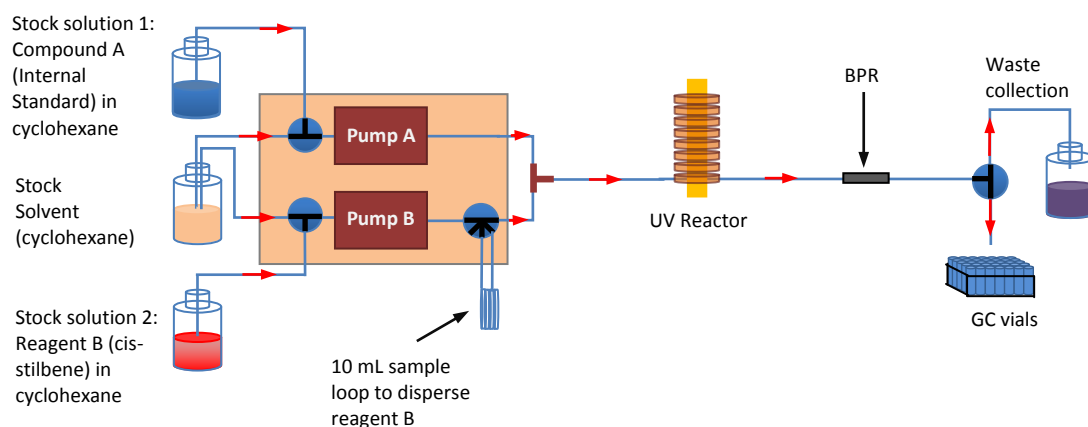 Stock solution 1:
Compound A
(Internal
Standard) in
cyclohexane
Stock
Solvent
(cyclohexane)
Stock solution 2:
Reagent B (cis-
stilbene) in
cyclohexane
Pump A
Pump B
10 mL sample
loop to disperse
reagent B
UV Reactor
BPR
Waste
collection
GC vials